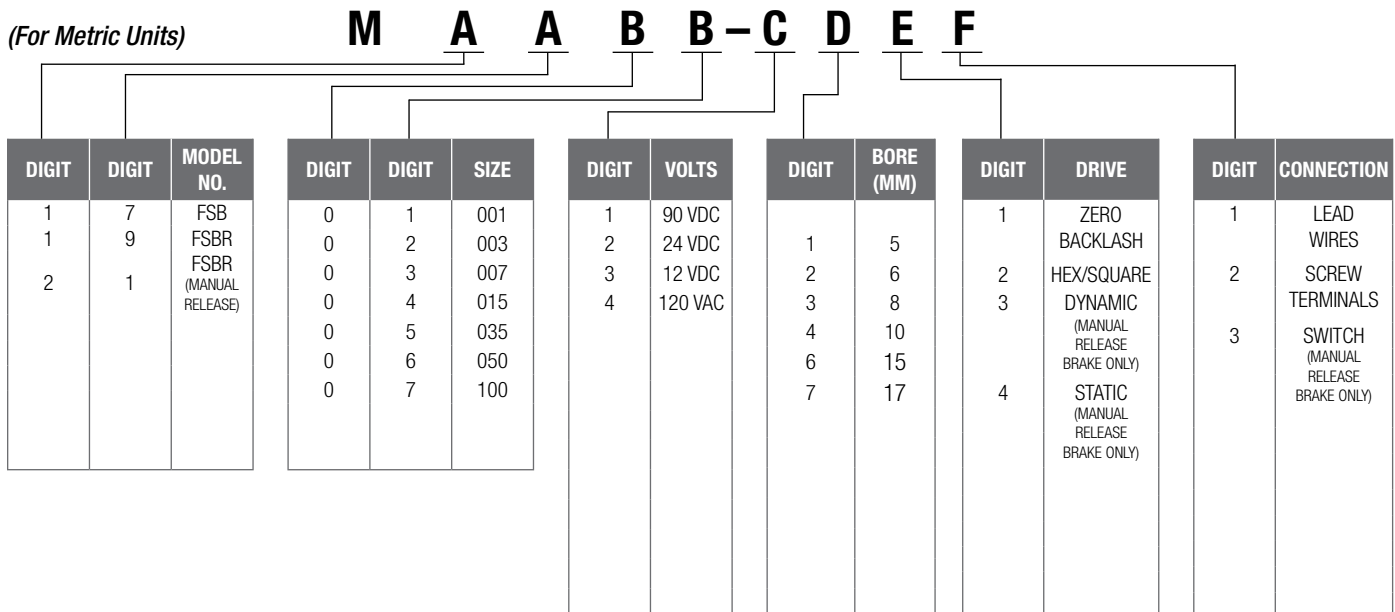 (For Metric Units) M A A B B – C D E F
DIGIT DIGIT MODEL NO.
1 7 FSB
1 9 FSBR
2 1 FSBR (MANUAL RELEASE)
DIGIT DIGIT SIZE
0 1 001
0 2 003
0 3 007
0 4 015
0 5 035
0 6 050
0 7 100
DIGIT VOLTS
1 90 VDC
2 24 VDC
3 12 VDC
4 120 VAC
DIGIT BORE (MM)
1 5
2 6
3 8
4 10
6 15
7 17
DIGIT DRIVE
1 ZERO
BACKLASH
2 HEX/SQUARE
3 DYNAMIC
(MANUAL
RELEASE
BRAKE ONLY)
4 STATIC
(MANUAL
RELEASE
BRAKE ONLY)
DIGIT CONNECTION
1 LEAD
WIRES
2 SCREW
TERMINALS
3 SWITCH
(MANUAL
RELEASE
BRAKE ONLY)